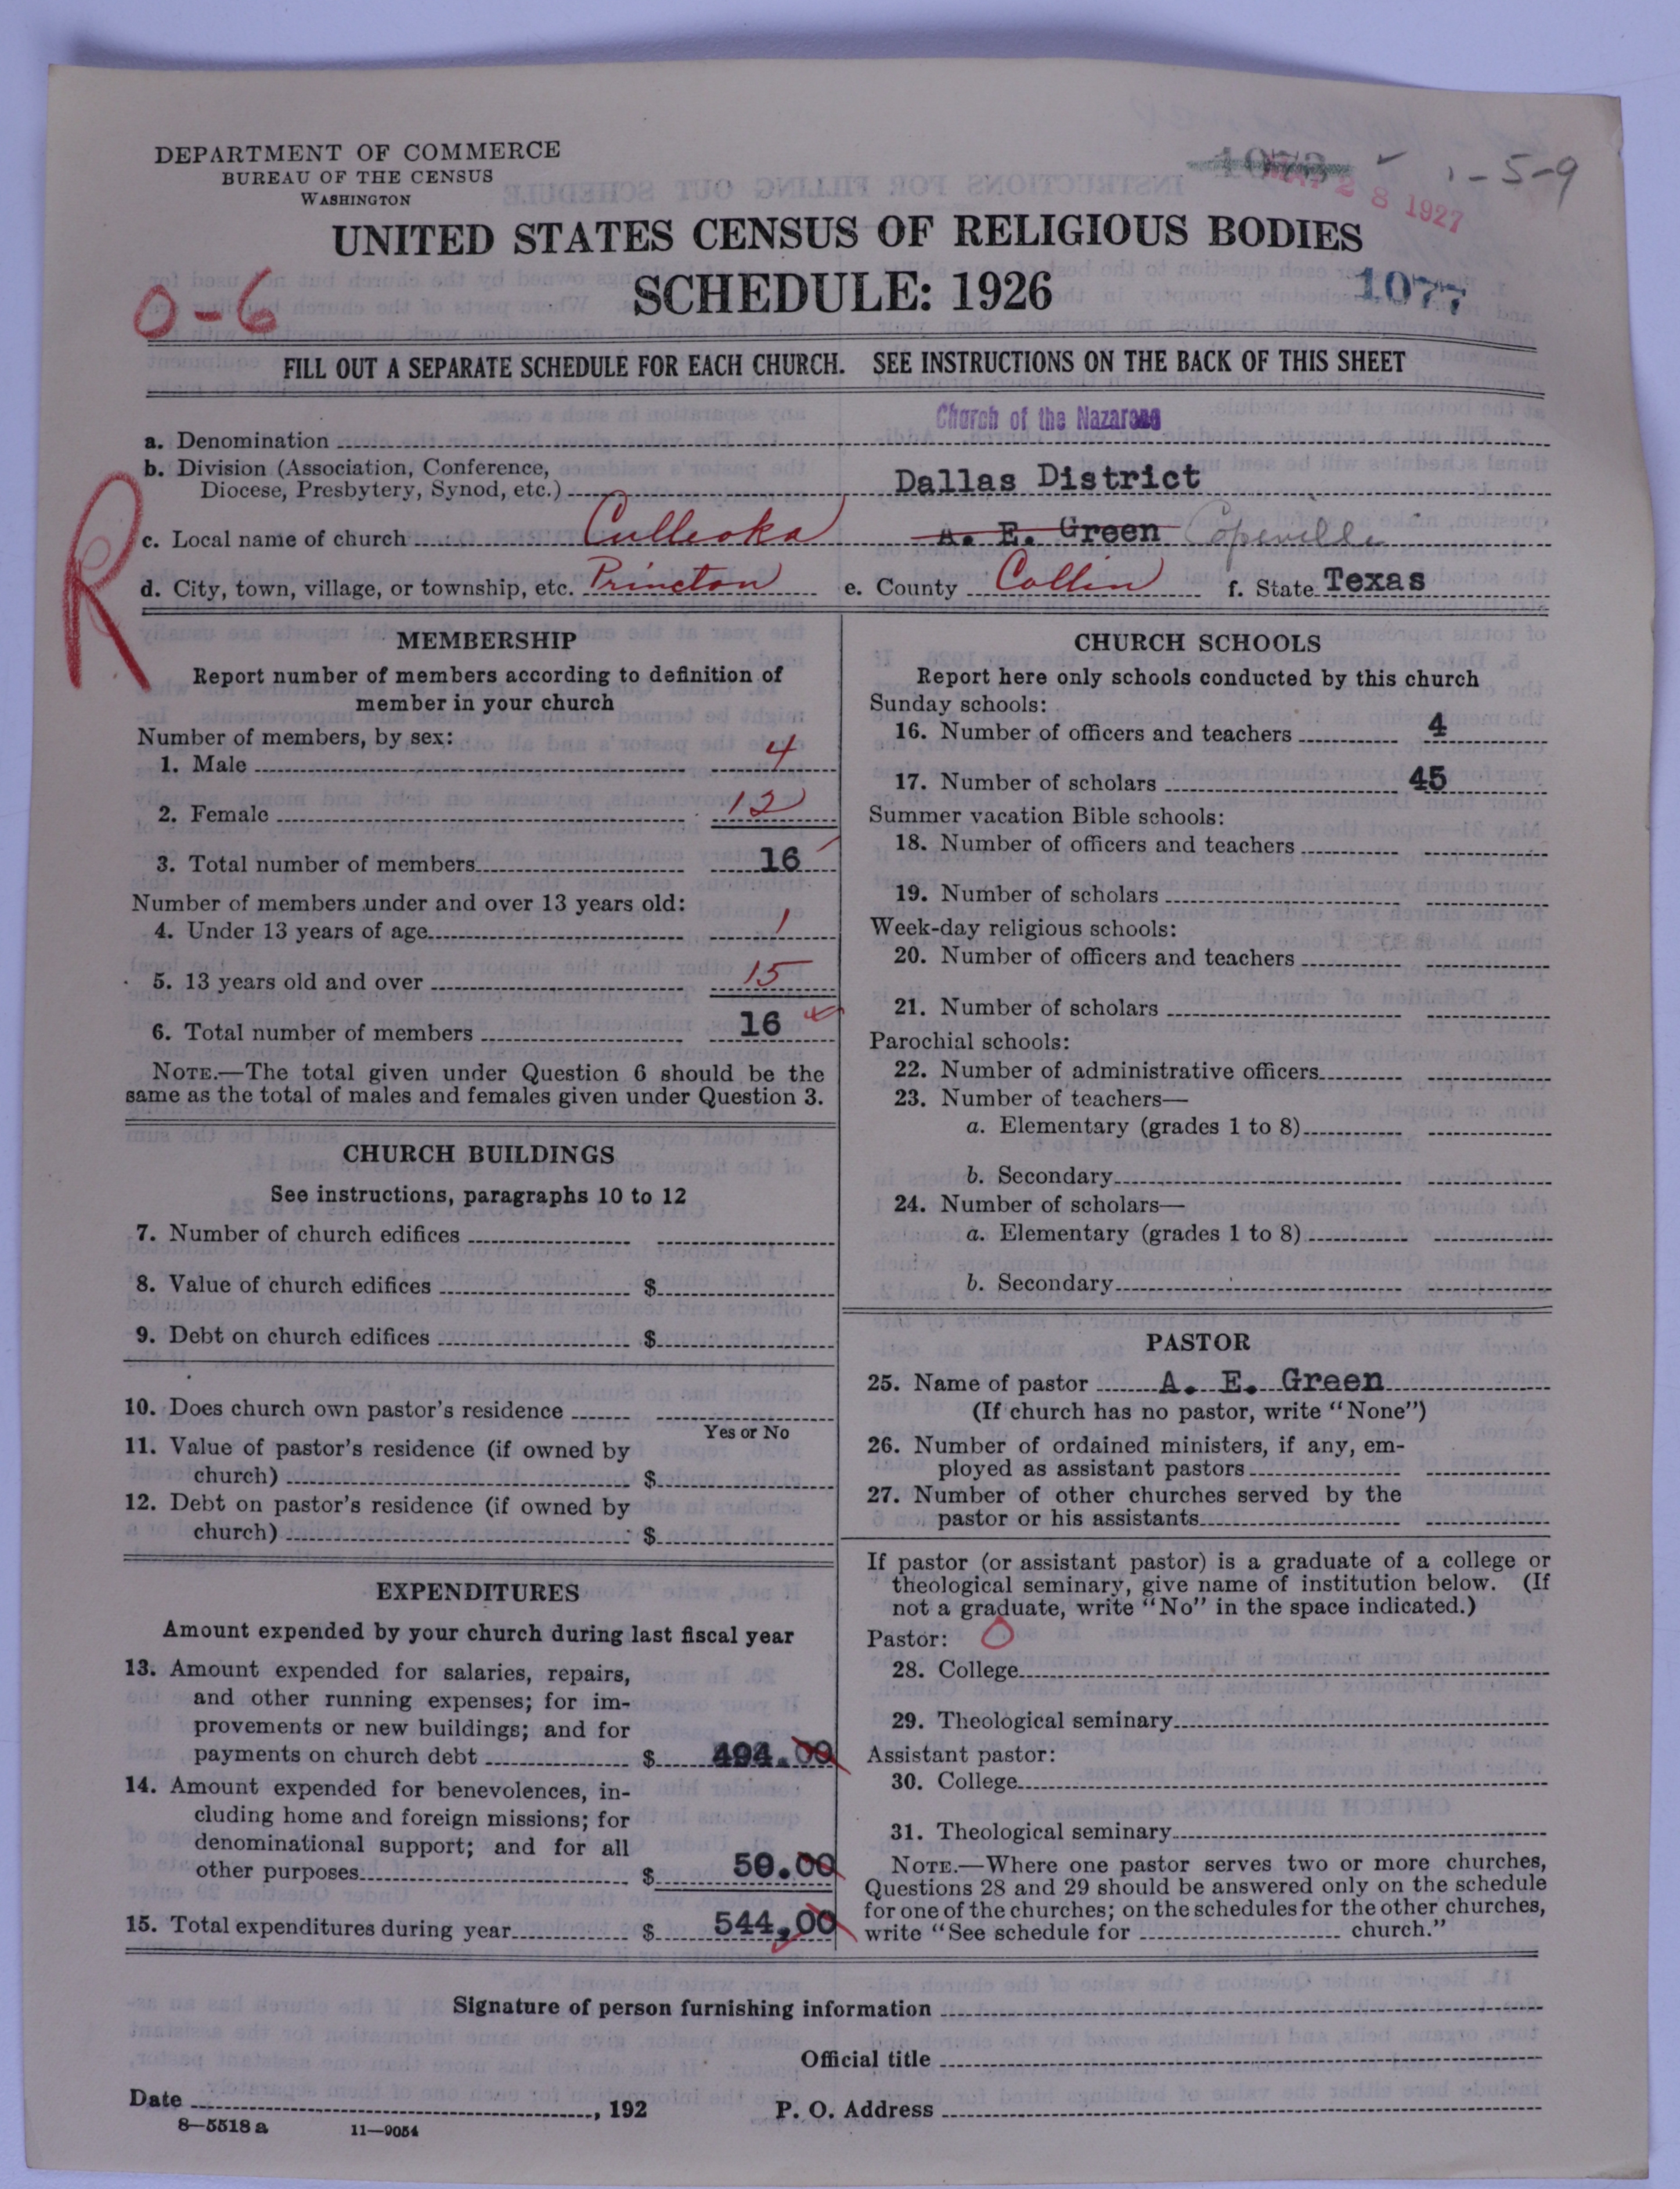 DEPARTMENT OF COMMERCE
BUREAU OF THE CENSUS
WASHINGTON
28 1927
1-5-9
UNITED STATES CENSUS OF RELIGIOUS BODIES
SCHEDULE: 1926
1077
O-6
FILL OUT A SEPARATE SCHEDULE FOR EACH CHURCH. SEE INSTRUCTIONS ON THE BACK OF THIS SHEET
R
a. Denomination Church of the Nazarene
b. Division (Association, Conference,
Diocese, Presbytery, Synod, etc.) Dallas District
c. Local name of church Culleoka A. E. Green Copeville
d. City, town, village, or township, etc. Princton e. County Collin f. State Texas
MEMBERSHIP
Report number of members according to definition of
member in your church
Number of members, by sex:
1. Male 4
2. Female 12
3. Total number of members 16
Number of members under and over 13 years old:
4. Under 13 years of age 1
5. 13 years old and over 15
6. Total number of members 16
NOTE.—The total given under Question 6 should be the
same as the total of males and females given under Question 3.
CHURCH BUILDINGS
See instructions, paragraphs 10 to 12
7. Number of church edifices
8. Value of church edifices $
9. Debt on church edifices $
10. Does church own pastor's residence
Yes or No
11. Value of pastor's residence (if owned by
church) $
12. Debt on pastor's residence (if owned by
church) $
EXPENDITURES
Amount expended by your church during last fiscal year
13. Amount expended for salaries, repairs,
and other running expenses; for im-
provements or new buildings; and for
payments on church debt $ 494.00
14. Amount expended for benevolences, in-
cluding home and foreign missions; for
denominational support; and for all
other purposes $ 50.00
15. Total expenditures during year $ 544,00
CHURCH SCHOOLS
Report here only schools conducted by this church
Sunday schools:
16. Number of officers and teachers 4
17. Number of scholars 45
Summer vacation Bible schools:
18. Number of officers and teachers
19. Number of scholars
Week-day religious schools:
20. Number of officers and teachers
21. Number of scholars
Parochial schools:
22. Number of administrative officers
23. Number of teachers—
a. Elementary (grades 1 to 8)
b. Secondary
24. Number of scholars—
a. Elementary (grades 1 to 8)
b. Secondary
PASTOR
25. Name of pastor A. E. Green
(If church has no pastor, write "None")
26. Number of ordained ministers, if any, em-
ployed as assistant pastors
27. Number of other churches served by the
pastor or his assistants
If pastor (or assistant pastor) is a graduate of a college or
theological seminary, give name of institution below. (If
not a graduate, write "No" in the space indicated.)
Pastor: O
28. College
29. Theological seminary
Assistant pastor:
30. College
31. Theological seminary
NOTE.—Where one pastor serves two or more churches,
Questions 28 and 29 should be answered only on the schedule
for one of the churches; on the schedules for the other churches,
write "See schedule for church."
Signature of person furnishing information
Official title
Date , 192 P. O. Address
8—5518 a 11—9054